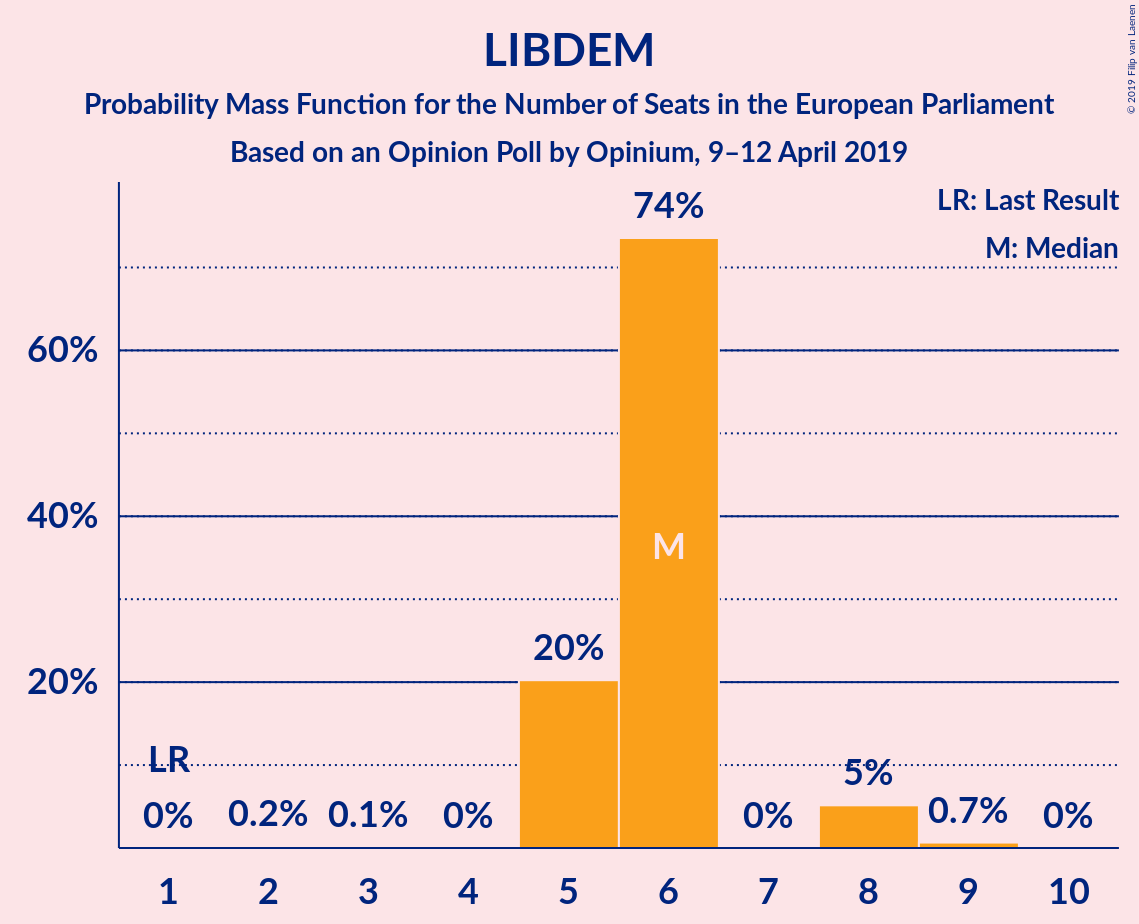 LIBDEM
Probability Mass Function for the Number of Seats in the European Parliament
Based on an Opinion Poll by Opinium, 9–12 April 2019
© 2019 Filip van Laenen
LR: Last Result
M: Median
74%
60%
40%
M
20%
20%
LR
5%
0% 0.2% 0.1% 0% 0% 0.7% 0%
1 2 3 4 5 6 7 8 9 10